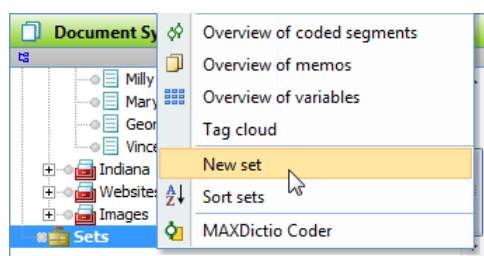 Document Sy
Overview of coded segments
Overview of memos
Overview of variables
Tag cloud
New set
Sort sets
MAXDictio Coder
Milly
Mary
Geor
Vince
Indiana
Websites
Images
Sets